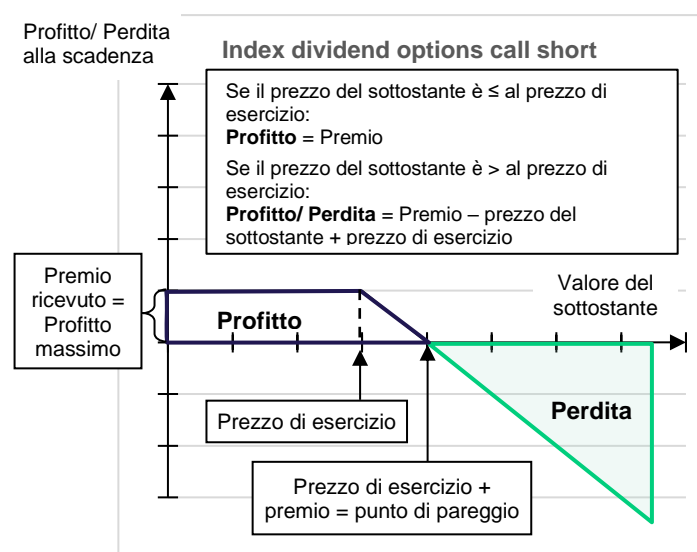 Profitto/ Perdita
alla scadenza
Index dividend options call short
Se il prezzo del sottostante è ≤ al prezzo di
esercizio:
Profitto = Premio
Se il prezzo del sottostante è > al prezzo di
esercizio:
Profitto/ Perdita = Premio – prezzo del
sottostante + prezzo di esercizio
Premio
ricevuto =
Profitto
massimo
Valore del
sottostante
Profitto
Prezzo di esercizio
Perdita
Prezzo di esercizio +
premio = punto di pareggio